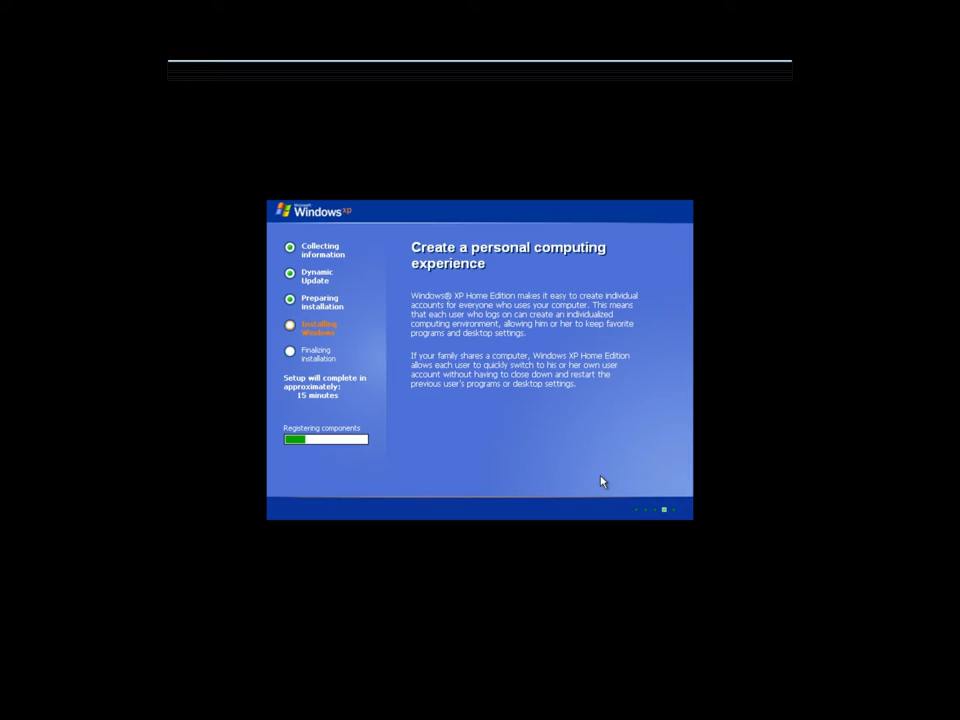 Microsoft
Windows xp
Collecting
information
Dynamic
Update
Preparing
installation
Installing
Windows
Finalizing
installation
Setup will complete in
approximately:
15 minutes
Registering components
Create a personal computing
experience
Windows® XP Home Edition makes it easy to create individual
accounts for everyone who uses your computer. This means
that each user who logs on can create an individualized
computing environment, allowing him or her to keep favorite
programs and desktop settings.
If your family shares a computer, Windows XP Home Edition
allows each user to quickly switch to his or her own user
account without having to close down and restart the
previous user's programs or desktop settings.